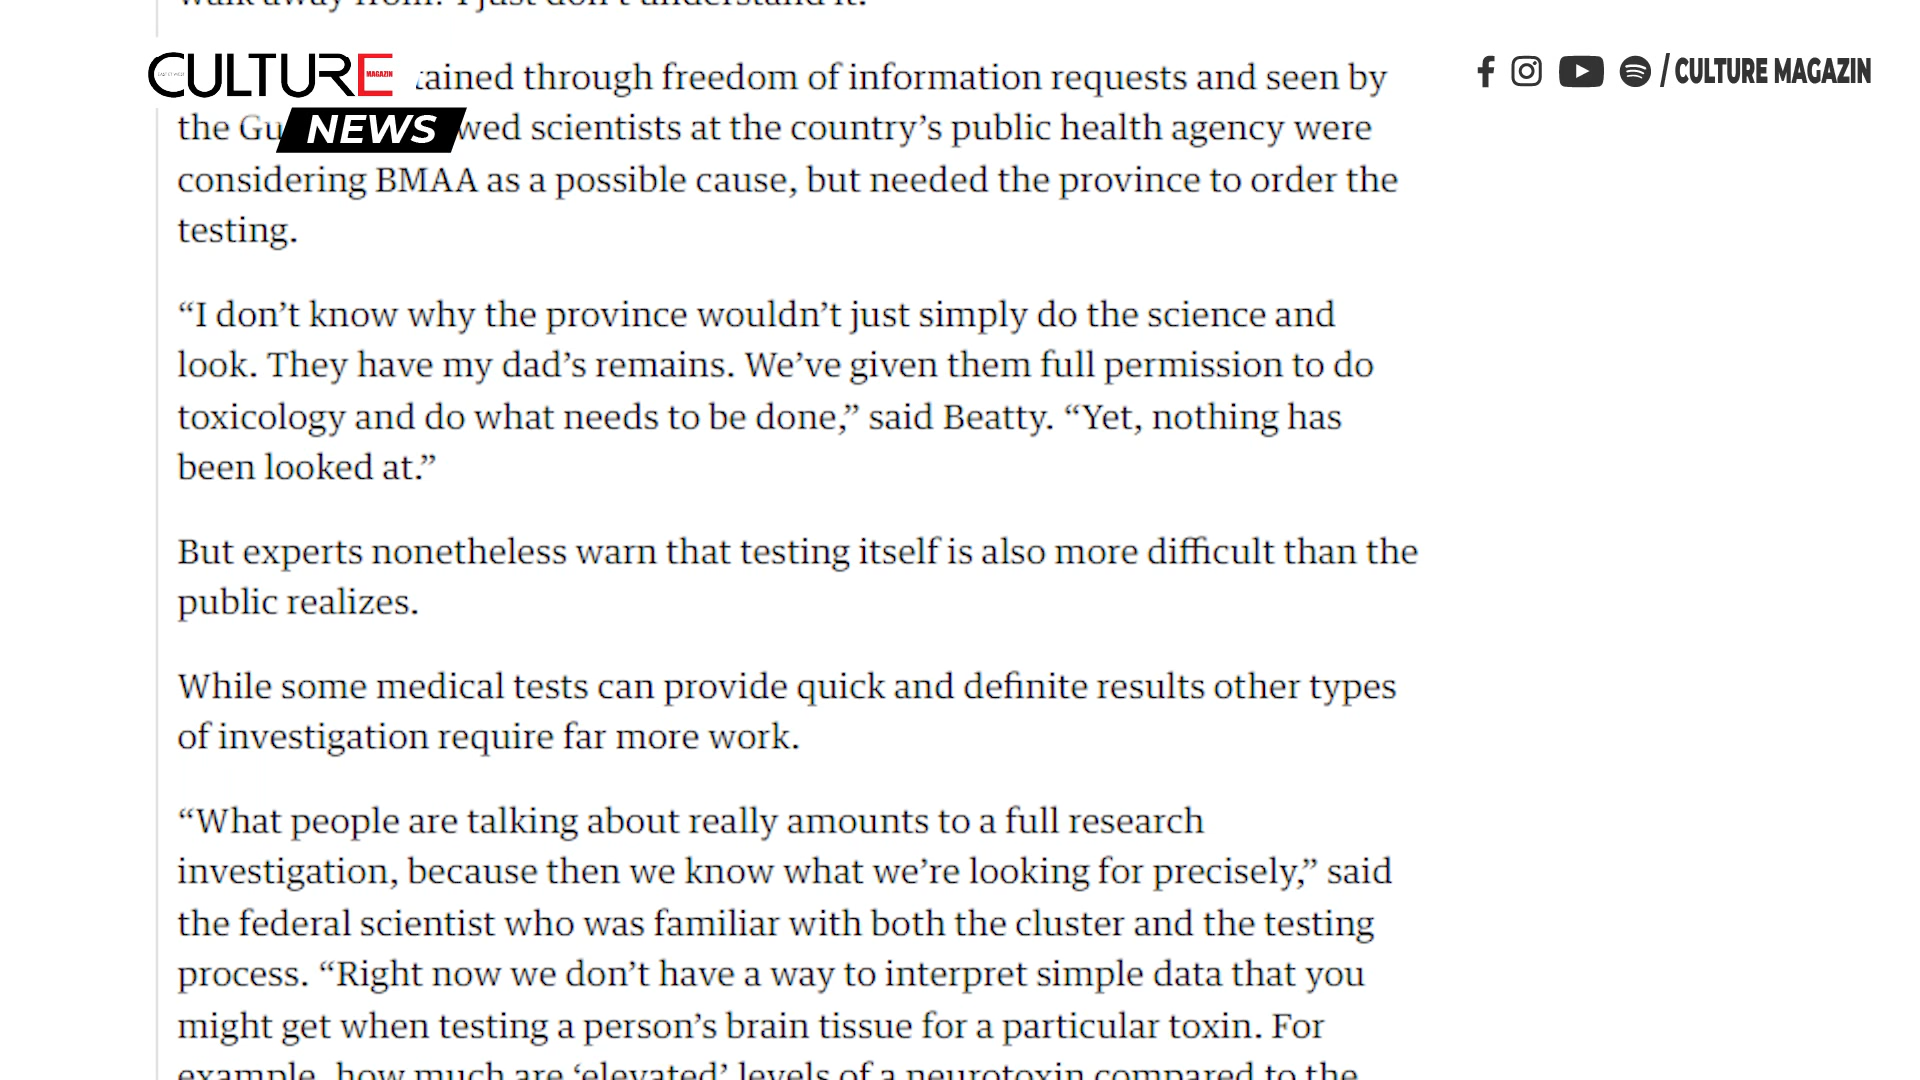 walk away from? I just don't understand it."
CULTURE
MAGAZIN
/ CULTURE MAGAZIN
tained through freedom of information requests and seen by
the Gu
NEWS
wed scientists at the country’s public health agency were
considering BMAA as a possible cause, but needed the province to order the
testing.
“I don’t know why the province wouldn’t just simply do the science and
look. They have my dad’s remains. We’ve given them full permission to do
toxicology and do what needs to be done,” said Beatty. “Yet, nothing has
been looked at.”
But experts nonetheless warn that testing itself is also more difficult than the
public realizes.
While some medical tests can provide quick and definite results other types
of investigation require far more work.
“What people are talking about really amounts to a full research
investigation, because then we know what we’re looking for precisely,” said
the federal scientist who was familiar with both the cluster and the testing
process. “Right now we don’t have a way to interpret simple data that you
might get when testing a person’s brain tissue for a particular toxin. For
example, how much are ‘elevated’ levels of a neurotoxin compared to the